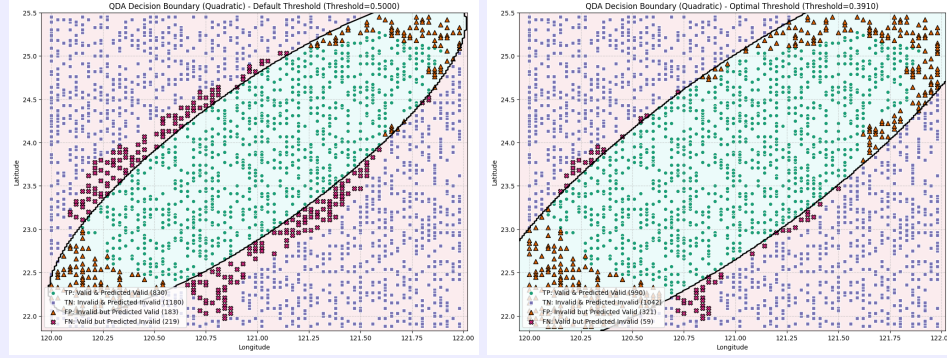 QDA Decision Boundary (Quadratic) - Default Threshold (Threshold=0.5000)
25.5
25.0
24.5
24.0
23.5
23.0
22.5
22.0
Latitude
TP: Valid & Predicted Valid (830)
TN: Invalid & Predicted Invalid (1180)
FP: Invalid but Predicted Valid (183)
FN: Valid but Predicted Invalid (219)
120.00
120.25
120.50
120.75
121.00
121.25
121.50
121.75
122.00
Longitude
QDA Decision Boundary (Quadratic) - Optimal Threshold (Threshold=0.3910)
25.5
25.0
24.5
24.0
23.5
23.0
22.5
22.0
Latitude
TP: Valid & Predicted Valid (990)
TN: Invalid & Predicted Invalid (1042)
FP: Invalid but Predicted Valid (321)
FN: Valid but Predicted Invalid (59)
120.00
120.25
120.50
120.75
121.00
121.25
121.50
121.75
Longitude